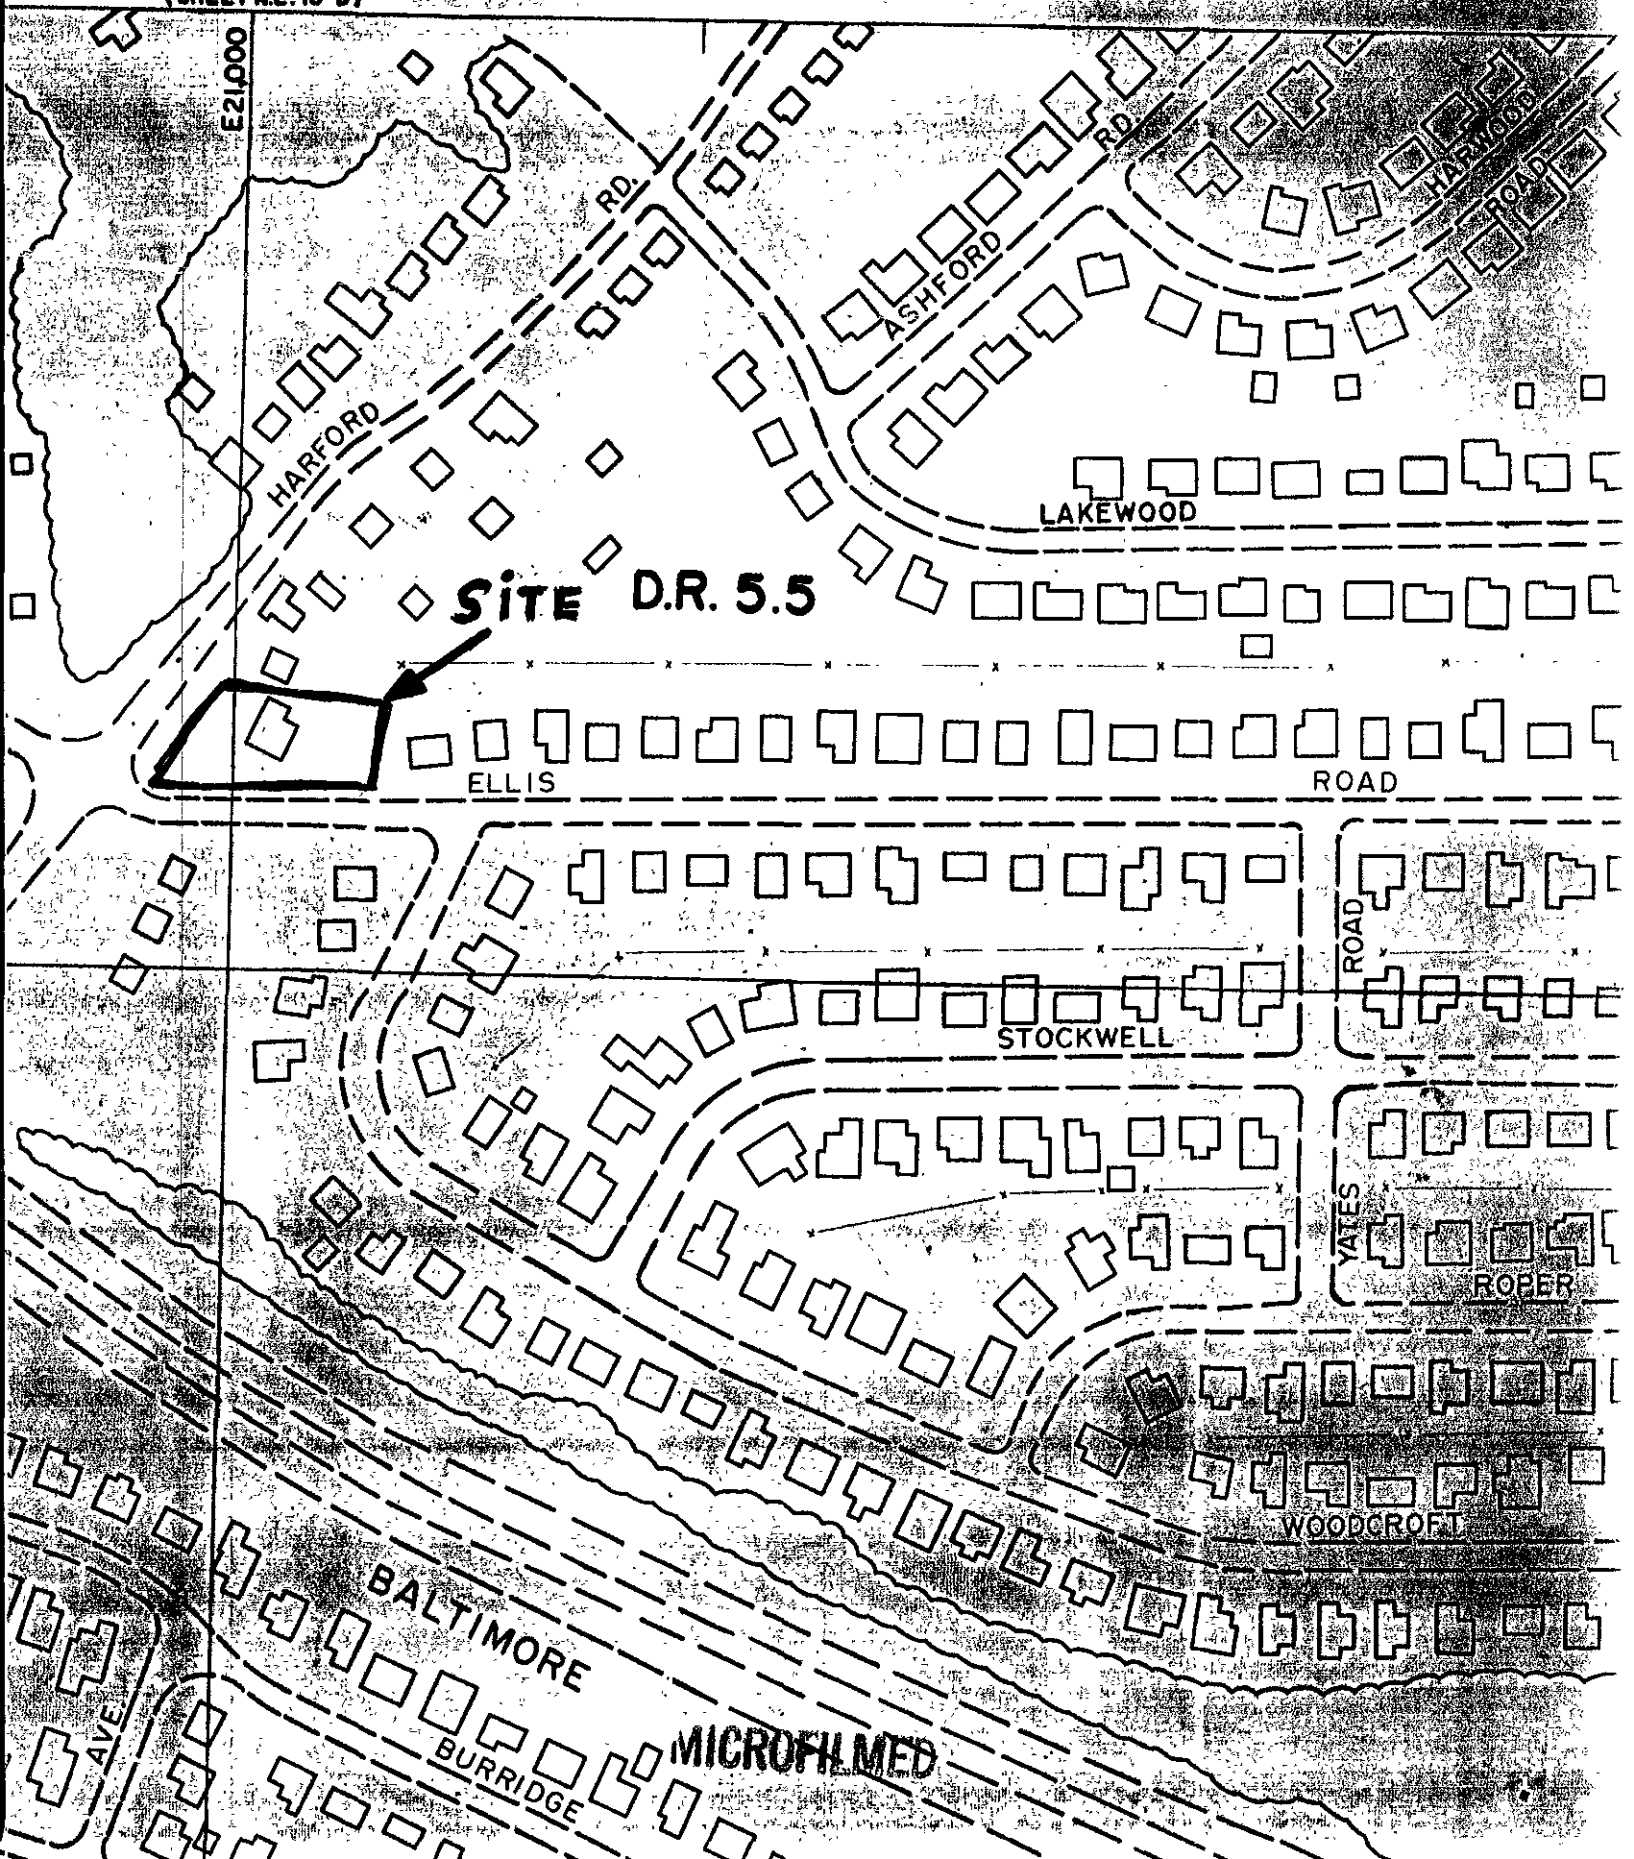 E21,000
HARWOOD
ROAD
RD.
RD.
ASHFORD
HARFORD
LAKEWOOD
SiTE D.R. 5.5
ELLIS ROAD
ROAD
STOCKWELL
YATES
ROPER
WOODCROFT
BALTIMORE
AVE.
BURRIDGE
MICROFILMED